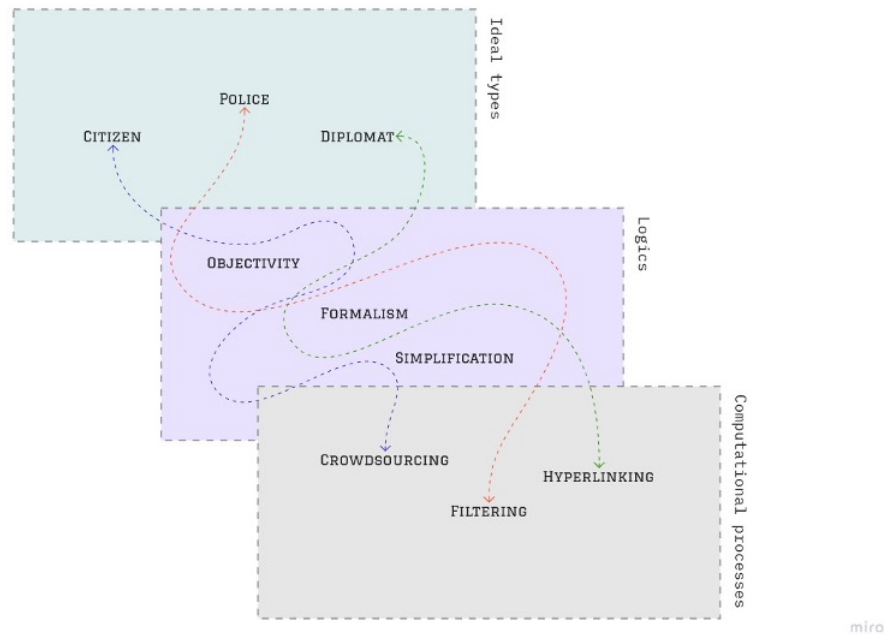 Ideal types
Police
Citizen
Diplomat
Logics
Objectivity
Formalism
Simplification
Computational processes
Crowdsourcing
Hyperlinking
Filtering
miro